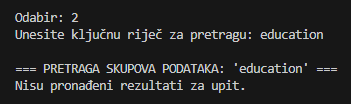 Odabir: 2
Unesite ključnu riječ za pretragu: education
=== PRETRAGA SKUPOVA PODATAKA: 'education' ===
Nisu pronađeni rezultati za upit.